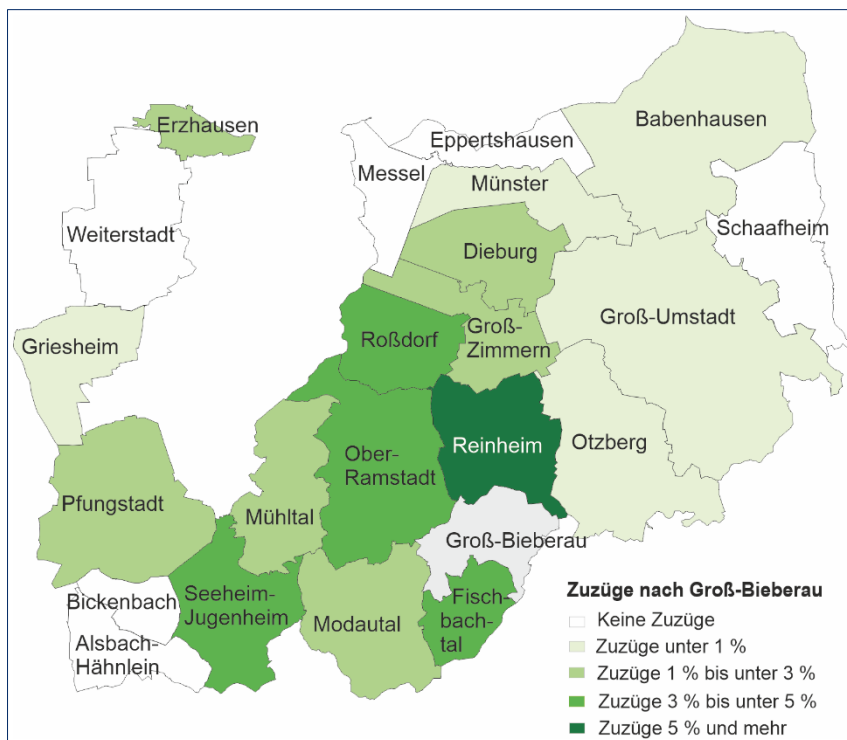 Erzhausen
Babenhausen
Eppertshausen
Messel
Münster
Schaafheim
Weiterstadt
Dieburg
Groß-Umstadt
Groß-
Zimmern
Roßdorf
Griesheim
Reinheim
Otzberg
Ober-
Ramstadt
Pfungstadt
Mühltal
Groß-Bieberau
Bickenbach
Seeheim-
Jugenheim
Fisch-
bach-
tal
Modautal
Alsbach-
Hähnlein
Zuzüge nach Groß-Bieberau
Keine Zuzüge
Zuzüge unter 1 %
Zuzüge 1 % bis unter 3 %
Zuzüge 3 % bis unter 5 %
Zuzüge 5 % und mehr